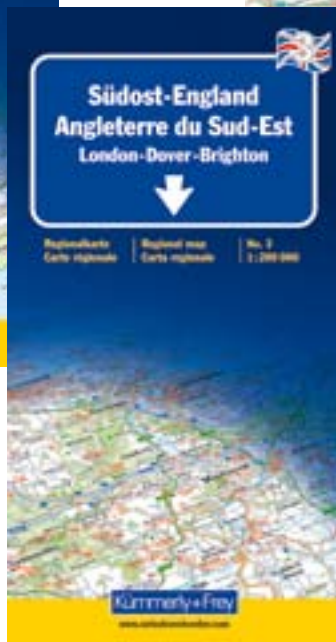 Südost-England
Angleterre du Sud-Est
London-Dover-Brighton
Regionalkarte
Carte régionale
Regional map
Carta regionale
No. 3
1:200 000
Kümmerly+Frey